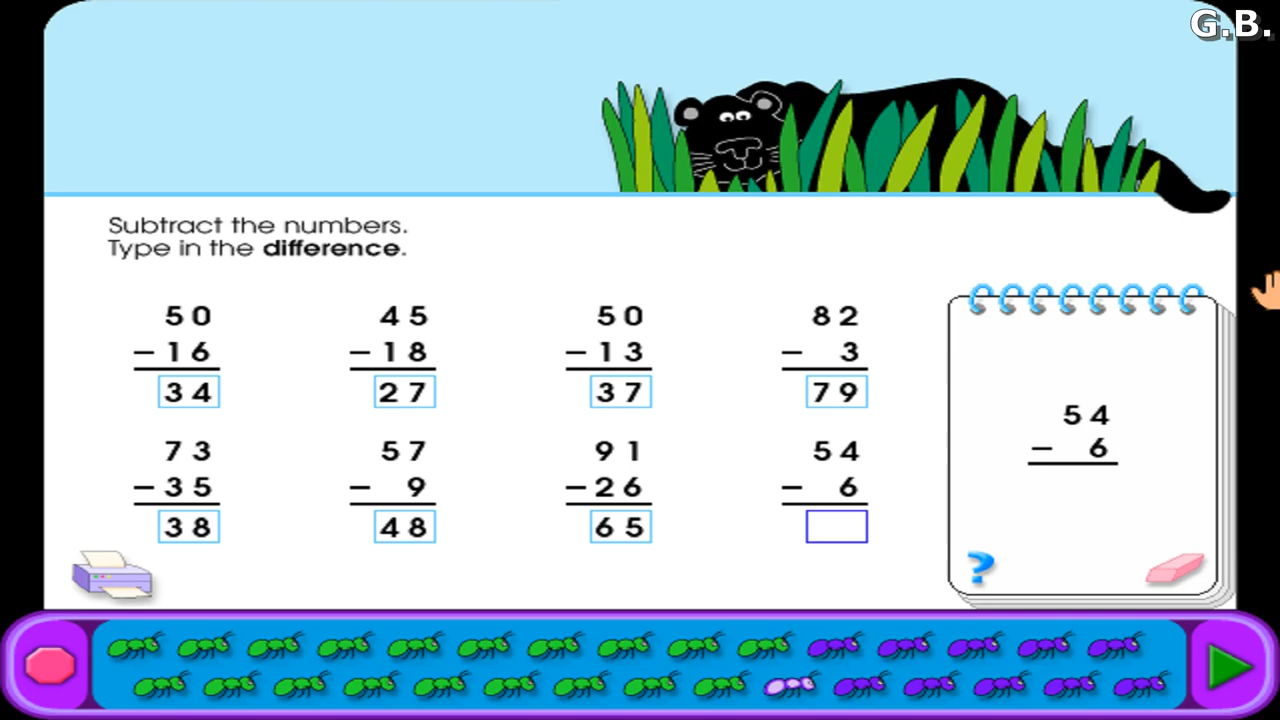 G.B.
Subtract the numbers.
Type in the difference.
50 45 50 82
−16 −18 −13 − 3
34 27 37 79
73 57 91 54
−35 − 9 −26 − 6
38 48 65
54
− 6
?